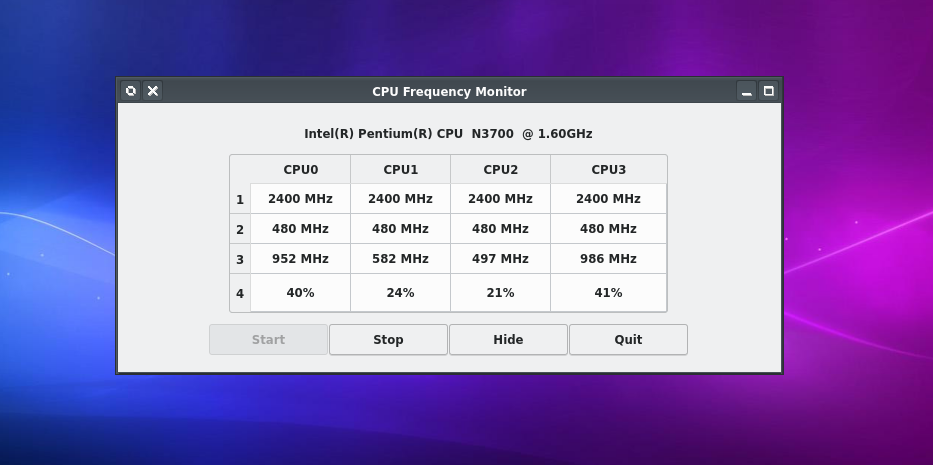 CPU Frequency Monitor
Intel(R) Pentium(R) CPU  N3700  @ 1.60GHz
CPU0 CPU1 CPU2 CPU3
1 2400 MHz 2400 MHz 2400 MHz 2400 MHz
2 480 MHz 480 MHz 480 MHz 480 MHz
3 952 MHz 582 MHz 497 MHz 986 MHz
4 40% 24% 21% 41%
Start Stop Hide Quit